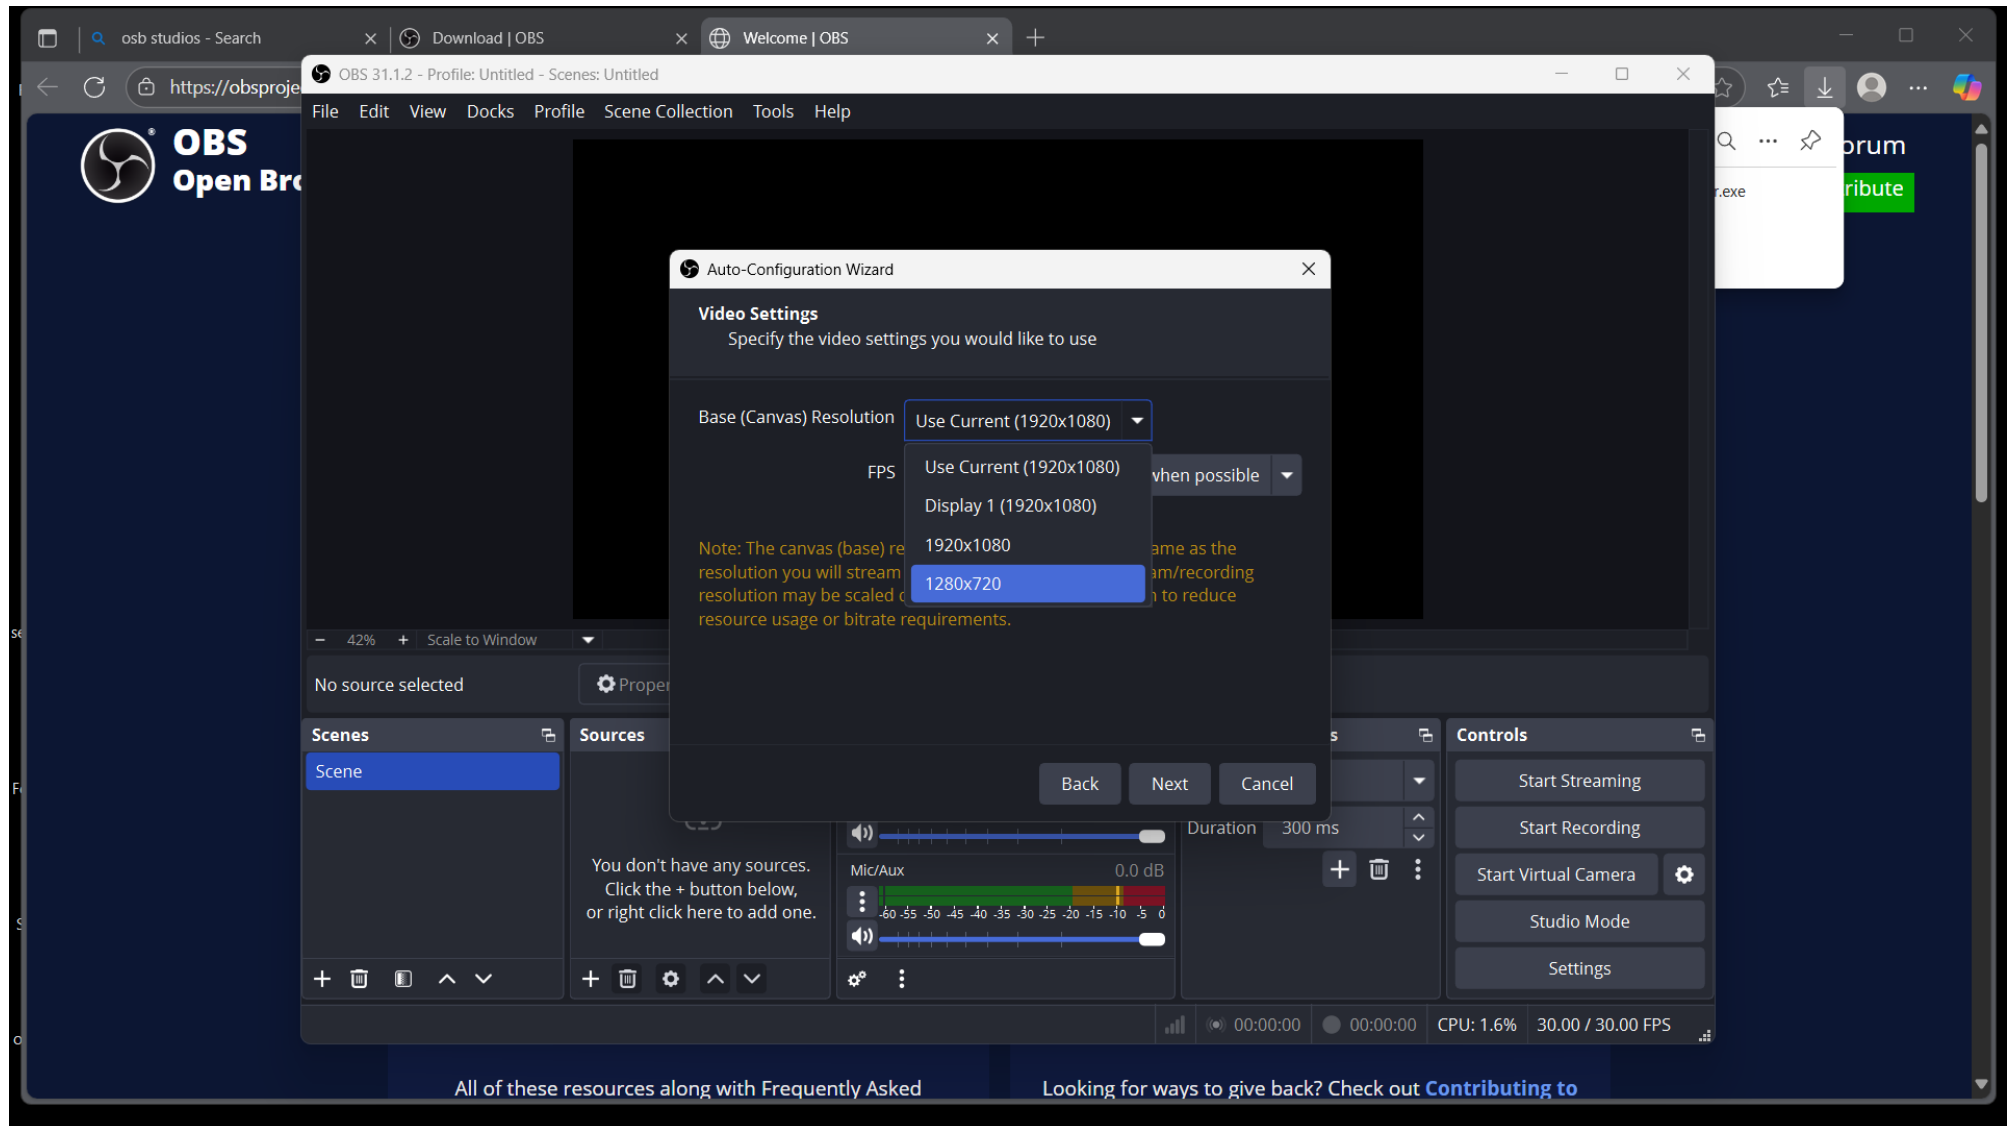 osb studios - Search
Download | OBS
Welcome | OBS
https://obsproje
OBS 31.1.2 - Profile: Untitled - Scenes: Untitled
File Edit View Docks Profile Scene Collection Tools Help
OBS
Open Bro
orum
r.exe
ribute
Auto-Configuration Wizard
Video Settings
Specify the video settings you would like to use
Base (Canvas) Resolution
Use Current (1920x1080)
FPS
when possible
Use Current (1920x1080)
Display 1 (1920x1080)
1920x1080
1280x720
Note: The canvas (base) re ame as the
resolution you will stream am/recording
resolution may be scaled n to reduce
resource usage or bitrate requirements.
42%
Scale to Window
No source selected
Proper
Back
Next
Cancel
Scenes
Scene
Sources
You don't have any sources.
Click the + button below,
or right click here to add one.
Mic/Aux
0.0 dB
-60 -55 -50 -45 -40 -35 -30 -25 -20 -15 -10 -5 0
s
Duration
300 ms
Controls
Start Streaming
Start Recording
Start Virtual Camera
Studio Mode
Settings
00:00:00
00:00:00
CPU: 1.6%
30.00 / 30.00 FPS
All of these resources along with Frequently Asked
Looking for ways to give back? Check out Contributing to